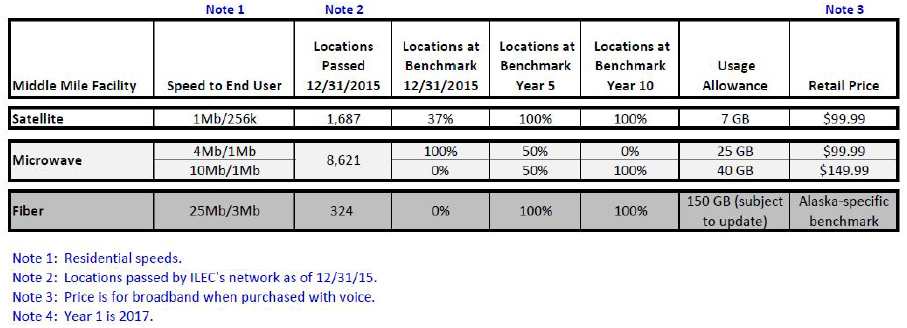 Note 1 Note 2 Note 3
Locations Locations at Locations at Locations at
Passed Benchmark Benchmark Benchmark Usage
Middle Mile Facility Speed to End User 12/31/2015 12/31/2015 Year 5 Year 10 Allowance Retail Price
Satellite 1Mb/256k 1,687 37% 100% 100% 7 GB $99.99
Microwave 4Mb/1Mb 8,621 100% 50% 0% 25 GB $99.99
10Mb/1Mb 0% 50% 100% 40 GB $149.99
Fiber 25Mb/3Mb 324 0% 100% 100% 150 GB (subject Alaska-specific
to update) benchmark
Note 1: Residential speeds.
Note 2: Locations passed by ILEC's network as of 12/31/15.
Note 3: Price is for broadband when purchased with voice.
Note 4: Year 1 is 2017.